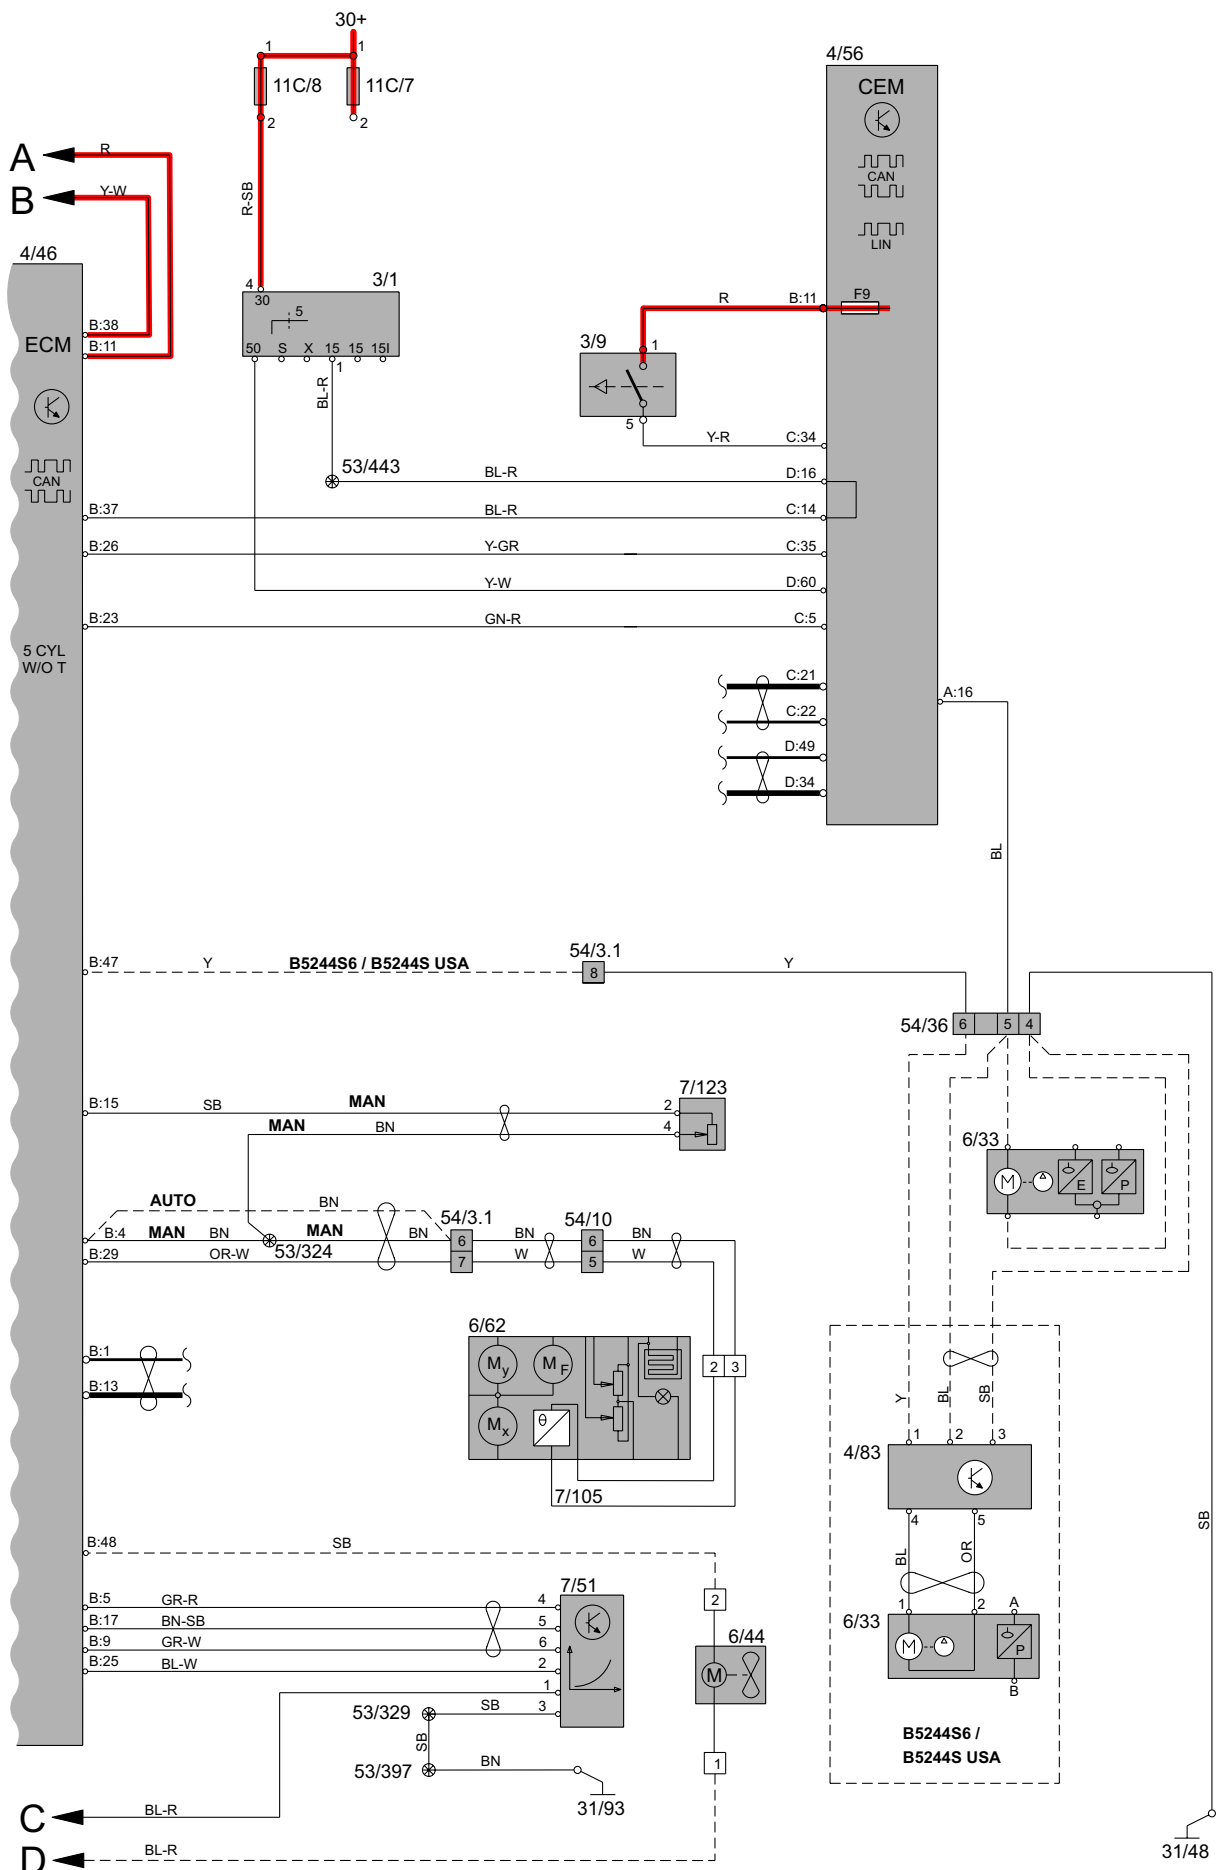 30+
4/56
1
1
11C/8
11C/7
CEM
2
2
CAN
LIN
A
R
B
Y-W
R-SB
4/46
4
3/1
30
5
50 S X 15 15 15I
1
BL-R
R
B:11
F9
3/9
1
5
B:38
ECM
B:11
CAN
Y-R
C:34
53/443
BL-R
D:16
B:37
BL-R
C:14
B:26
Y-GR
C:35
Y-W
D:60
B:23
GN-R
C:5
5 CYL
W/O T
C:21
A:16
C:22
D:49
D:34
BL
B:47
Y
B5244S6 / B5244S USA
54/3.1
8
Y
54/36
6 5 4
B:15
SB
MAN
7/123
2
MAN
BN
4
6/33
M
E
P
AUTO
BN
B:4
MAN
BN
MAN
BN
54/3.1
6
BN
54/10
6
BN
53/324
B:29
OR-W
7
W
5
W
6/62
My
MF
Mx
θ
2 3
7/105
B:1
B:13
Y
BL
SB
1 2 3
4/83
4 5
BL
OR
1 2 A
6/33
M
P
B
B5244S6 /
B5244S USA
SB
B:48
SB
7/51
2
B:5
GR-R
4
B:17
BN-SB
5
B:9
GR-W
6
B:25
BL-W
2
1
3
6/44
M
53/329
SB
SB
53/397
BN
31/93
1
C
BL-R
D
BL-R
31/48